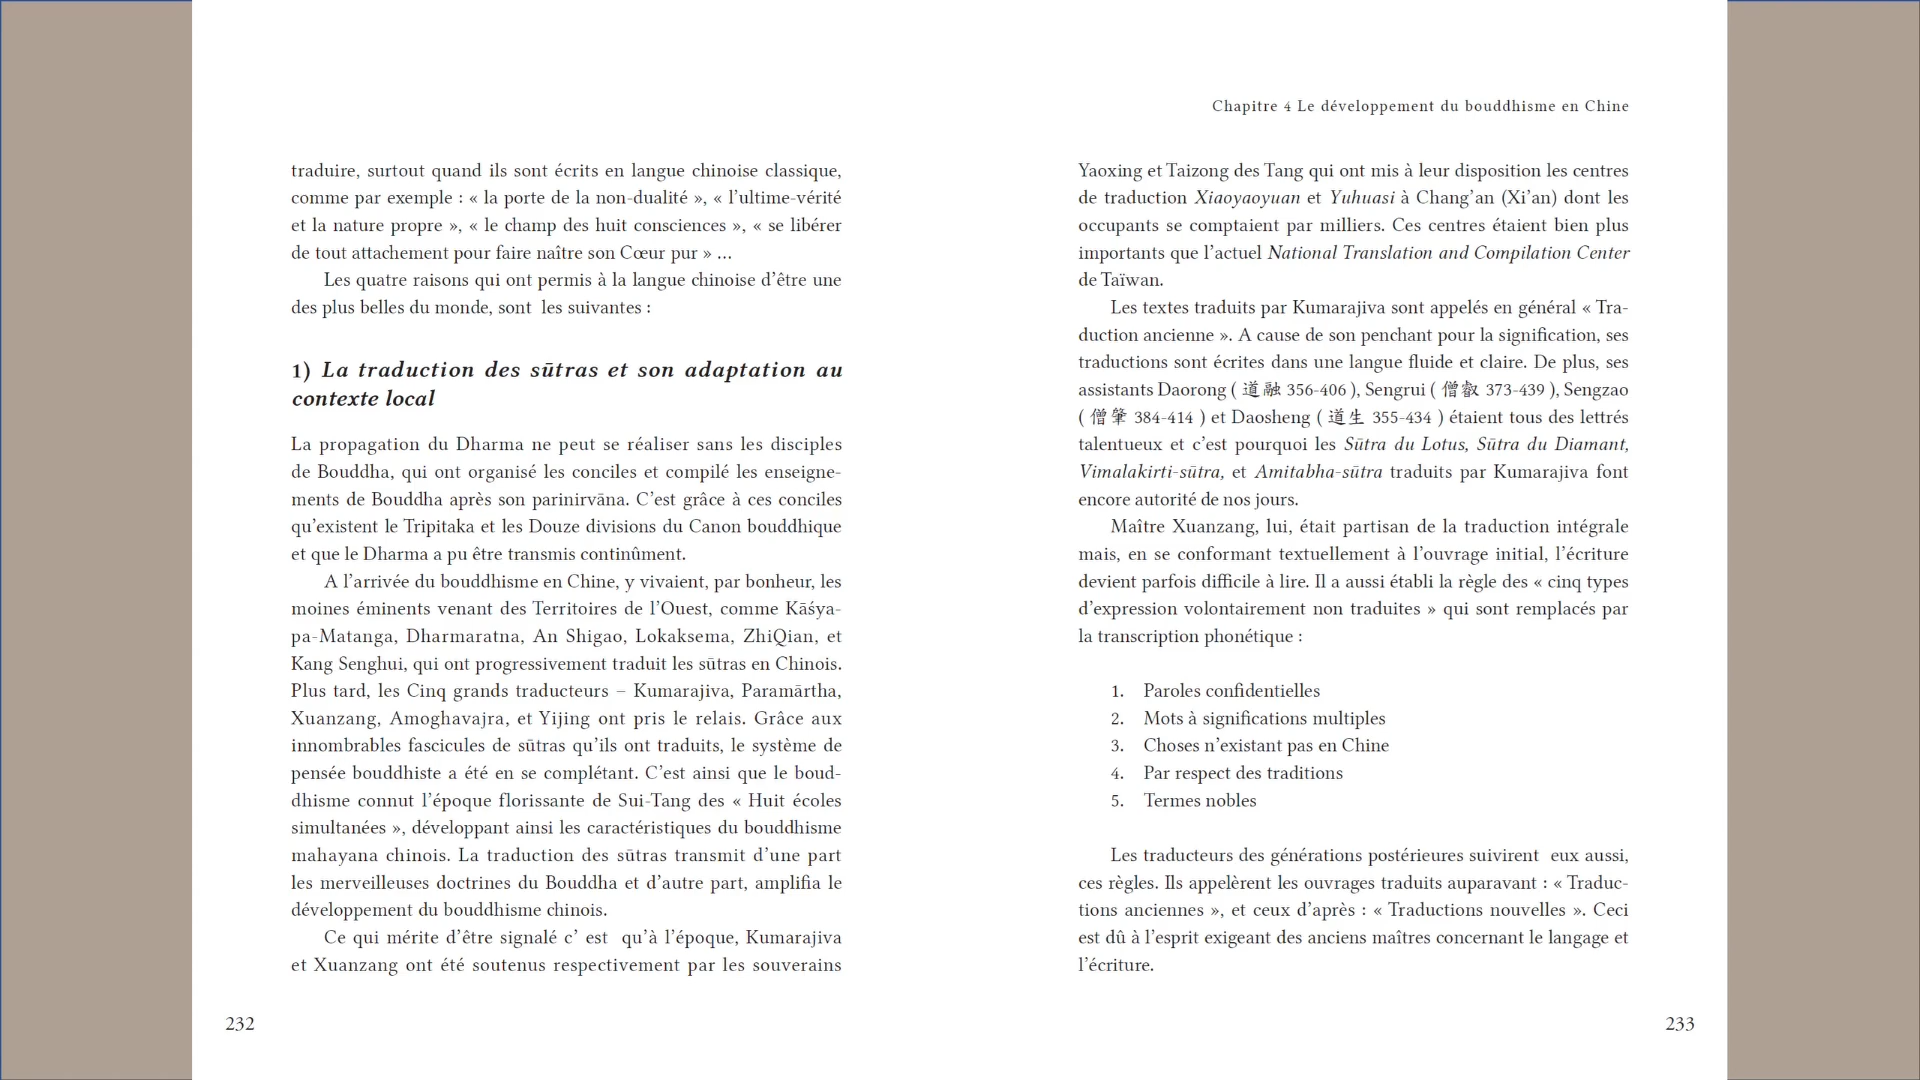 traduire, surtout quand ils sont écrits en langue chinoise classique,
comme par exemple : « la porte de la non-dualité », « l’ultime-vérité
et la nature propre », « le champ des huit consciences », « se libérer
de tout attachement pour faire naître son Cœur pur » …
Les quatre raisons qui ont permis à la langue chinoise d’être une
des plus belles du monde, sont  les suivantes :
1) La traduction des sūtras et son adaptation au
contexte local
La propagation du Dharma ne peut se réaliser sans les disciples
de Bouddha, qui ont organisé les conciles et compilé les enseigne-
ments de Bouddha après son parinirvāna. C’est grâce à ces conciles
qu’existent le Tripitaka et les Douze divisions du Canon bouddhique
et que le Dharma a pu être transmis continûment.
A l’arrivée du bouddhisme en Chine, y vivaient, par bonheur, les
moines éminents venant des Territoires de l’Ouest, comme Kāśya-
pa-Matanga, Dharmaratna, An Shigao, Lokaksema, ZhiQian, et
Kang Senghui, qui ont progressivement traduit les sūtras en Chinois.
Plus tard, les Cinq grands traducteurs – Kumarajiva, Paramārtha,
Xuanzang, Amoghavajra, et Yijing ont pris le relais. Grâce aux
innombrables fascicules de sūtras qu’ils ont traduits, le système de
pensée bouddhiste a été en se complétant. C’est ainsi que le boud-
dhisme connut l’époque florissante de Sui-Tang des « Huit écoles
simultanées », développant ainsi les caractéristiques du bouddhisme
mahayana chinois. La traduction des sūtras transmit d’une part
les merveilleuses doctrines du Bouddha et d’autre part, amplifia le
développement du bouddhisme chinois.
Ce qui mérite d’être signalé c’ est  qu’à l’époque, Kumarajiva
et Xuanzang ont été soutenus respectivement par les souverains
232
Chapitre 4 Le développement du bouddhisme en Chine
Yaoxing et Taizong des Tang qui ont mis à leur disposition les centres
de traduction Xiaoyaoyuan et Yuhuasi à Chang’an (Xi’an) dont les
occupants se comptaient par milliers. Ces centres étaient bien plus
importants que l’actuel National Translation and Compilation Center
de Taïwan.
Les textes traduits par Kumarajiva sont appelés en général « Tra-
duction ancienne ». A cause de son penchant pour la signification, ses
traductions sont écrites dans une langue fluide et claire. De plus, ses
assistants Daorong ( 道融 356-406 ), Sengrui ( 僧叡 373-439 ), Sengzao
( 僧肇 384-414 ) et Daosheng ( 道生 355-434 ) étaient tous des lettrés
talentueux et c’est pourquoi les Sūtra du Lotus, Sūtra du Diamant,
Vimalakirti-sūtra, et Amitabha-sūtra traduits par Kumarajiva font
encore autorité de nos jours.
Maître Xuanzang, lui, était partisan de la traduction intégrale
mais, en se conformant textuellement à l’ouvrage initial, l’écriture
devient parfois difficile à lire. Il a aussi établi la règle des « cinq types
d’expression volontairement non traduites » qui sont remplacés par
la transcription phonétique :
1. Paroles confidentielles
2. Mots à significations multiples
3. Choses n’existant pas en Chine
4. Par respect des traditions
5. Termes nobles
Les traducteurs des générations postérieures suivirent  eux aussi,
ces règles. Ils appelèrent les ouvrages traduits auparavant : « Traduc-
tions anciennes », et ceux d’après : « Traductions nouvelles ». Ceci
est dû à l’esprit exigeant des anciens maîtres concernant le langage et
l’écriture.
233